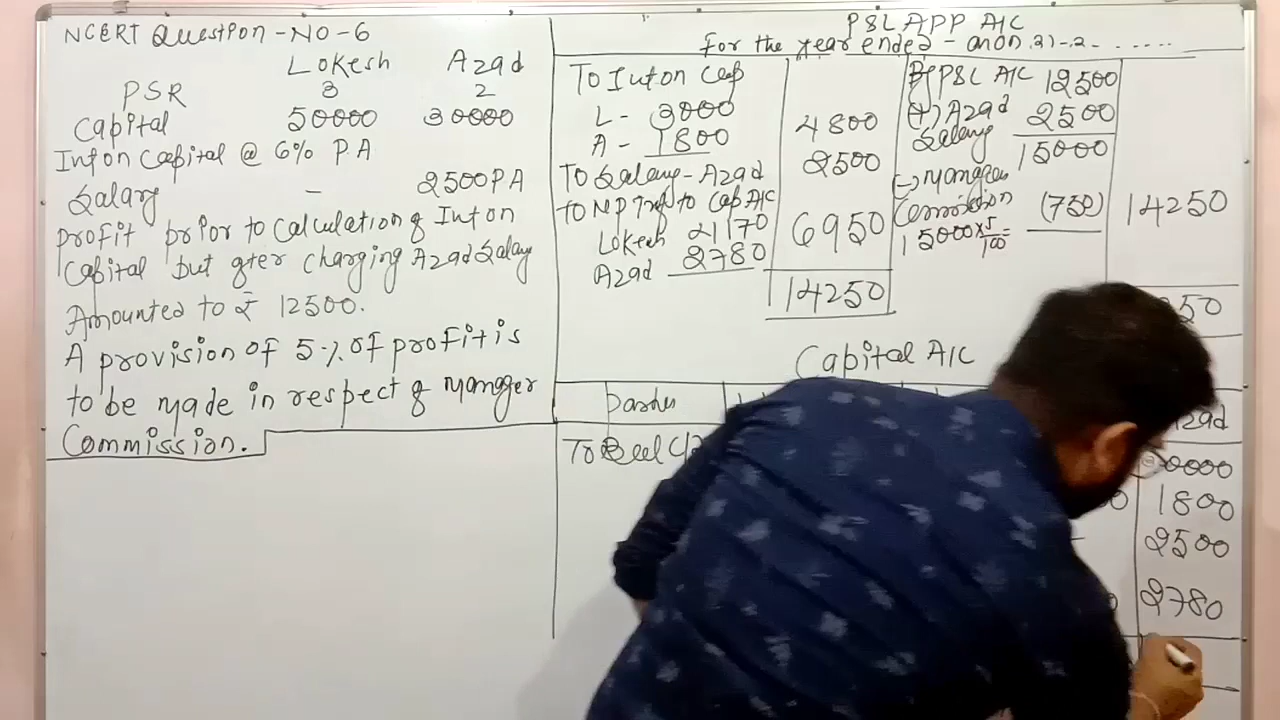 NCERT Question - NO - 6
Lokesh Azad
PSR 3 2
Capital 50000 30000
Int on Capital @ 6% PA
Salary - 2500 PA
Profit prior to calculation of Int on
Capital but after charging Azad Salary
Amounted to ₹ 12500.
A provision of 5% of profit is
to be made in respect of Manager
Commission.
P&L APP A/C
For the year ended
To Int on Cap
L - 3000
A - 1800 4800
To Salary - Azad 2500
To NP Trf to Cap A/C
Lokesh 4170 6950
Azad 2780
14250
By P&L A/C 12500
(+) Azad 2500
Salary
15000
(-) Manager
Commission (750) 14250
15000 × 5/100 =
50
Capital A/C
To Bal C/d
0000
1800
2500
2780